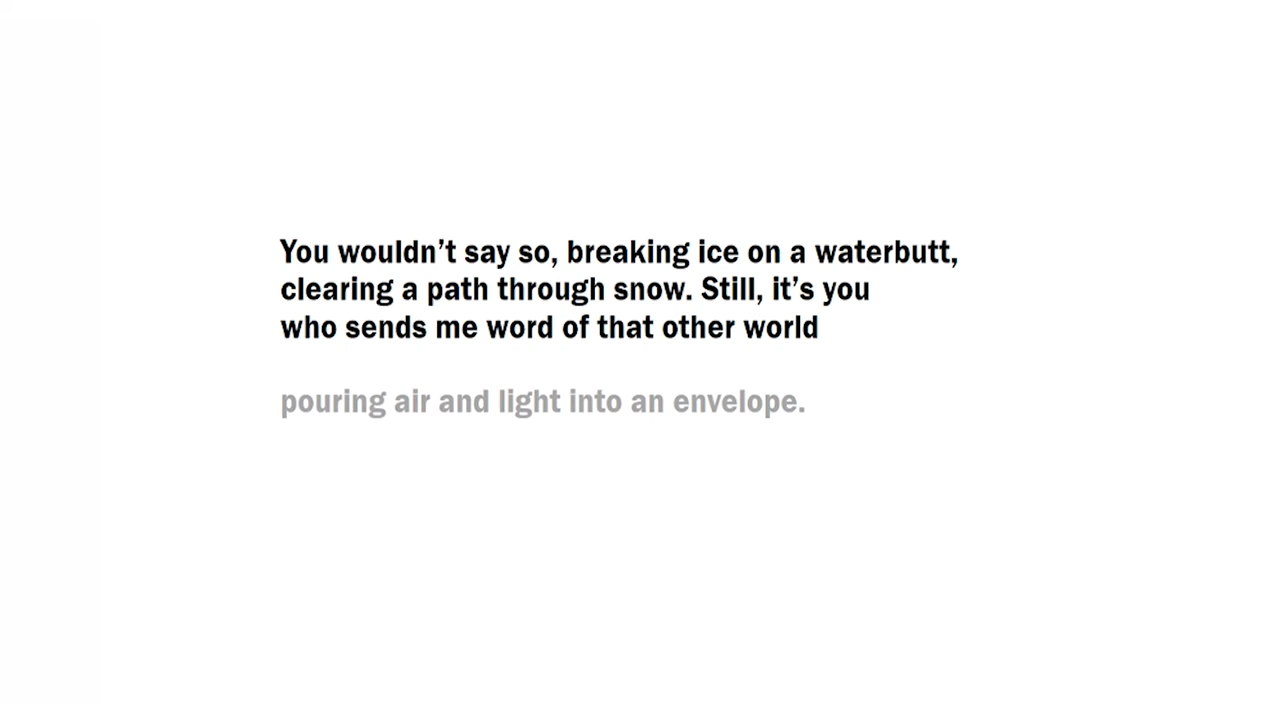 You wouldn’t say so, breaking ice on a waterbutt,
clearing a path through snow. Still, it’s you
who sends me word of that other world
pouring air and light into an envelope.